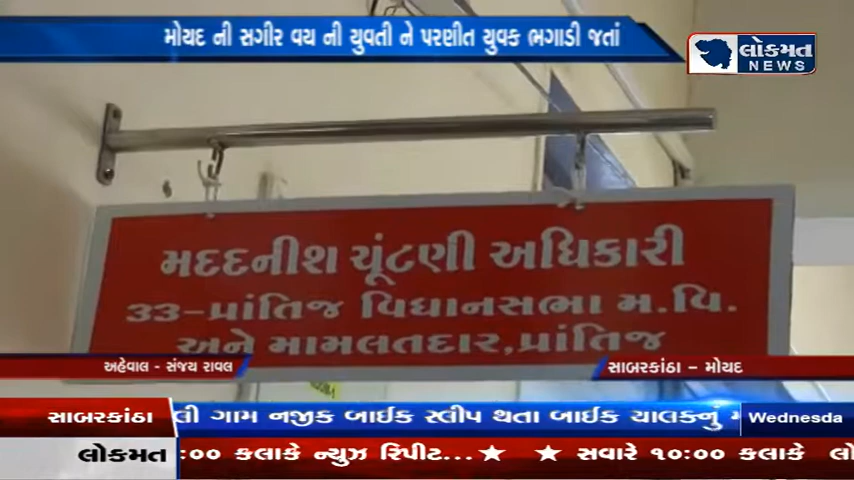 મોયદ ની સગીર વય ની યુવતી ને પરણીત યુવક ભગાડી જતાં
લોકમત
NEWS
મદદનીશ ચૂંટણી અધિકારી
૩૩-પ્રાંતિજ વિધાનસભા મ.વિ.
અને મામલતદાર,પ્રાંતિજ
અહેવાલ - સંજય રાવલ
સાબરકાંઠા - મોયદ
સાબરકાંઠા
લી ગામ નજીક બાઈક સ્લીપ થતા બાઈક ચાલકનું
Wednesda
લોકમત
:૦૦ કલાકે ન્યુઝ રિપીટ...★ ★ સવારે ૧૦:૦૦ કલાકે લો